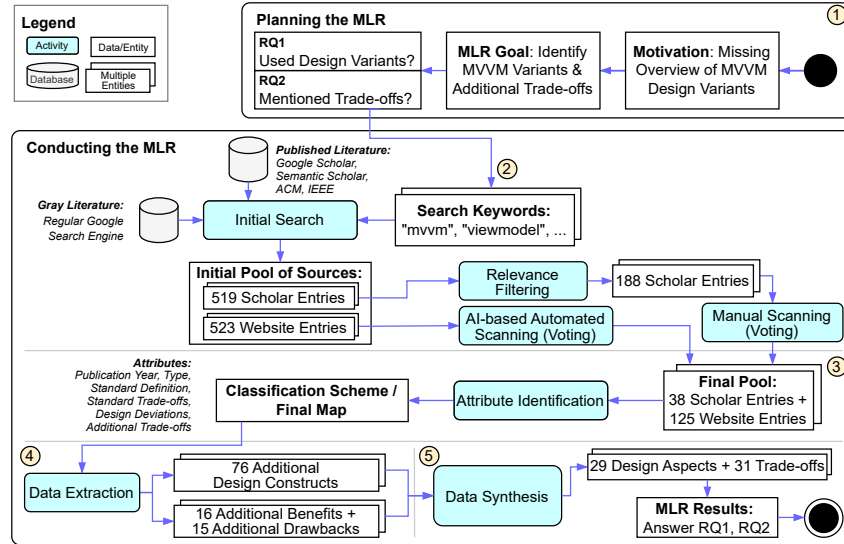 Legend
Activity
Data/Entity
Database
Multiple
Entities
Planning the MLR
1
RQ1
Used Design Variants?
RQ2
Mentioned Trade-offs?
MLR Goal: Identify
MVVM Variants &
Additional Trade-offs
Motivation: Missing
Overview of MVVM
Design Variants
Conducting the MLR
Published Literature:
Google Scholar,
Semantic Scholar,
ACM, IEEE
2
Gray Literature:
Regular Google
Search Engine
Initial Search
Search Keywords:
"mvvm", "viewmodel", ...
Initial Pool of Sources:
519 Scholar Entries
523 Website Entries
Relevance
Filtering
188 Scholar Entries
AI-based Automated
Scanning (Voting)
Manual Scanning
(Voting)
3
Attributes:
Publication Year, Type,
Standard Definition,
Standard Trade-offs,
Design Deviations,
Additional Trade-offs
Classification Scheme /
Final Map
Attribute Identification
Final Pool:
38 Scholar Entries +
125 Website Entries
4
Data Extraction
76 Additional
Design Constructs
16 Additional Benefits +
15 Additional Drawbacks
5
Data Synthesis
29 Design Aspects + 31 Trade-offs
MLR Results:
Answer RQ1, RQ2